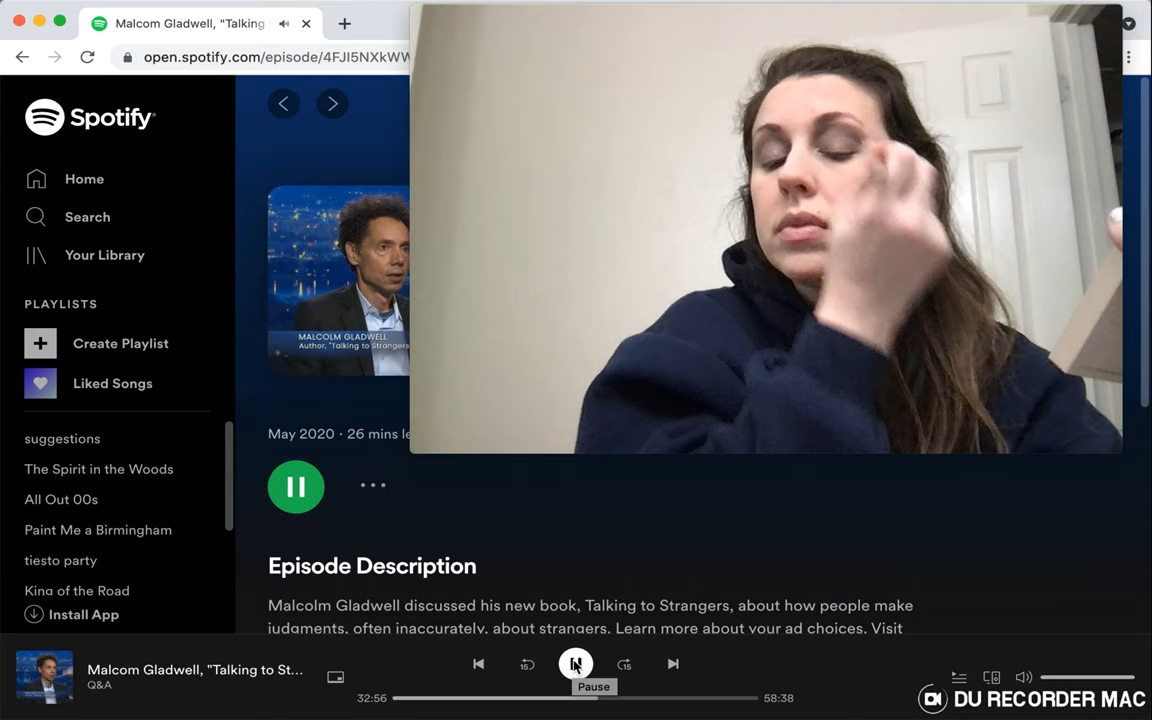 Malcom Gladwell, "Talking
open.spotify.com/episode/4FJI5NXkWW
Spotify
Home
Search
Your Library
PLAYLISTS
Create Playlist
Liked Songs
suggestions
The Spirit in the Woods
All Out 00s
Paint Me a Birmingham
tiesto party
King of the Road
Install App
MALCOLM GLADWELL
Author, "Talking to Strangers
May 2020 · 26 mins le
Episode Description
Malcolm Gladwell discussed his new book, Talking to Strangers, about how people make
judgments, often inaccurately, about strangers. Learn more about your ad choices. Visit
Malcom Gladwell, "Talking to St...
Q&A
15
15
Pause
32:56
58:38
DU RECORDER MAC